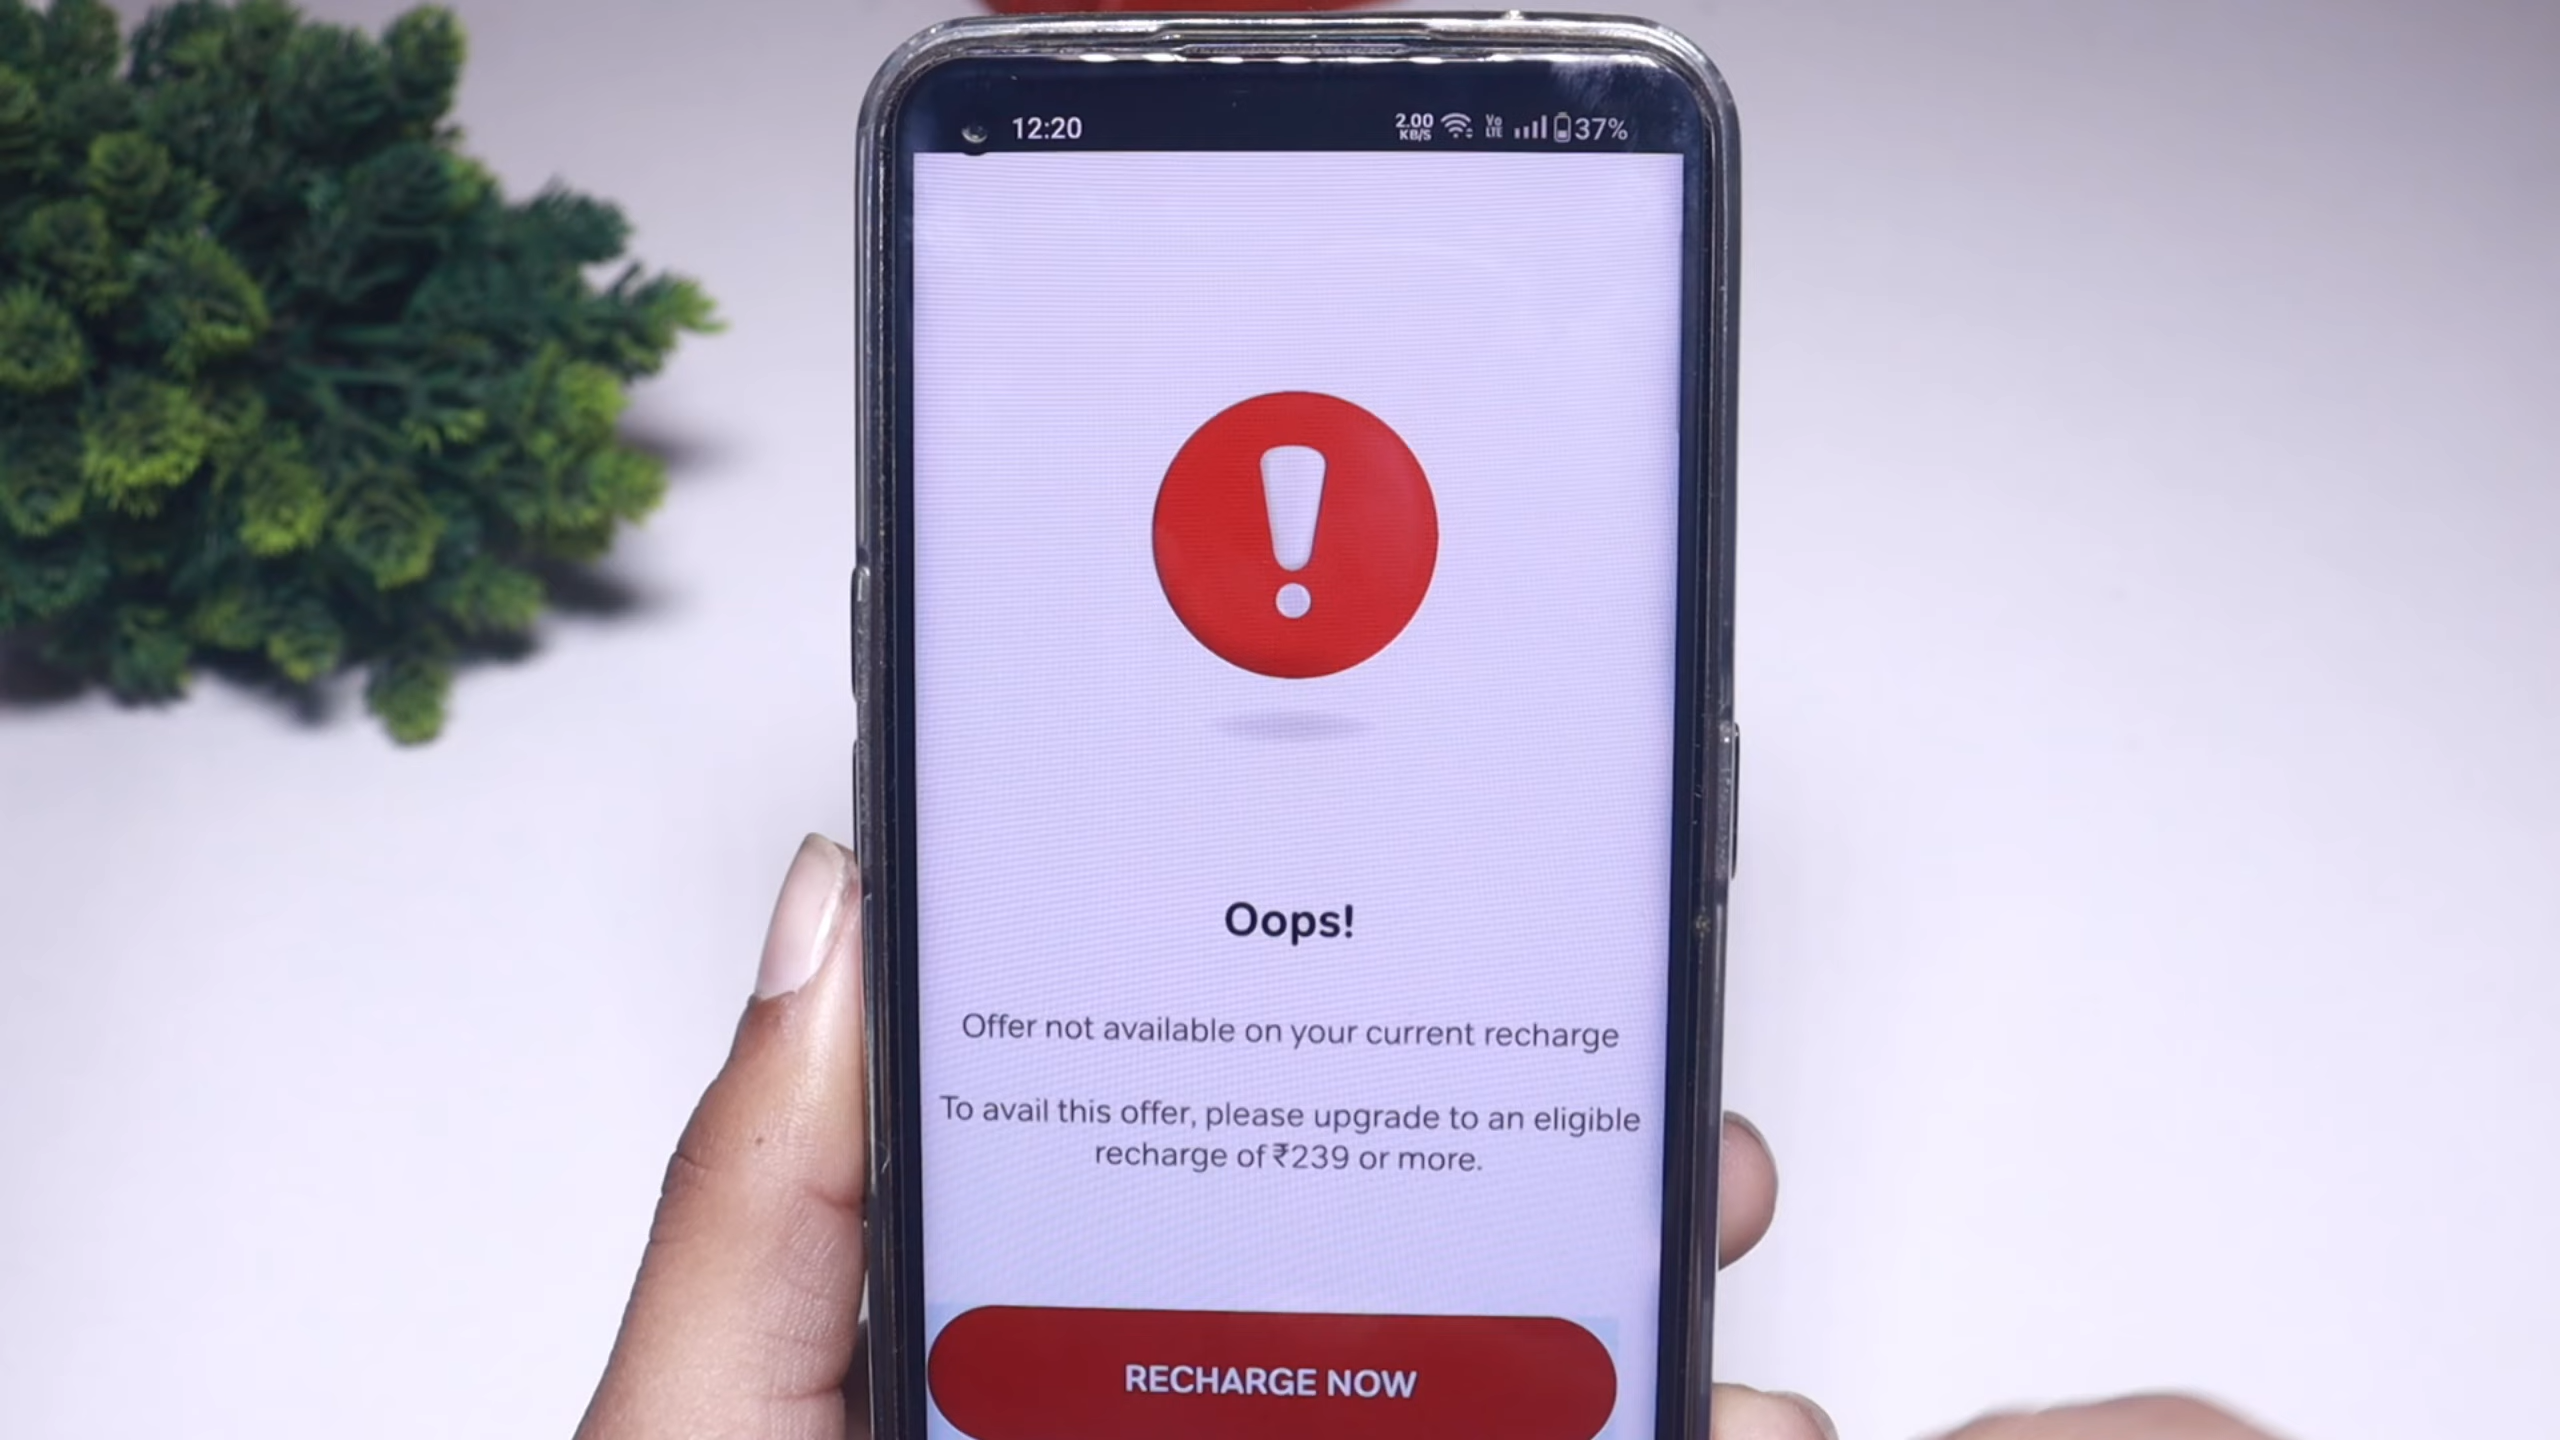 12:20 2.00 KB/S Vo LTE 37%
Oops!
Offer not available on your current recharge
To avail this offer, please upgrade to an eligible
recharge of ₹239 or more.
RECHARGE NOW